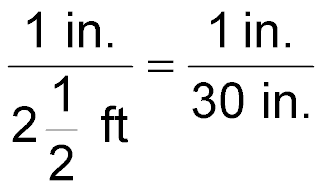 1 in. / 2 1/2 ft = 1 in. / 30 in.